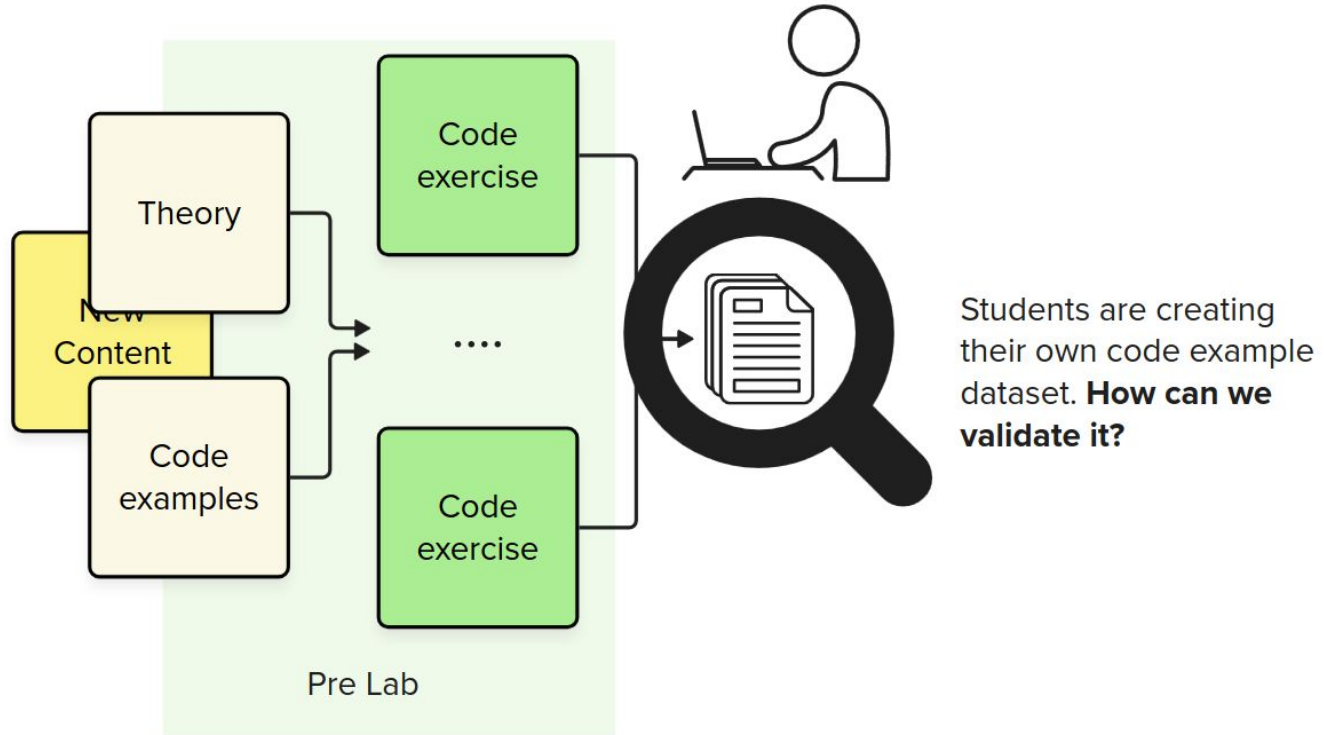 Theory
New
Content
Code
examples
Code
exercise
....
Code
exercise
Pre Lab
Students are creating
their own code example
dataset. How can we
validate it?